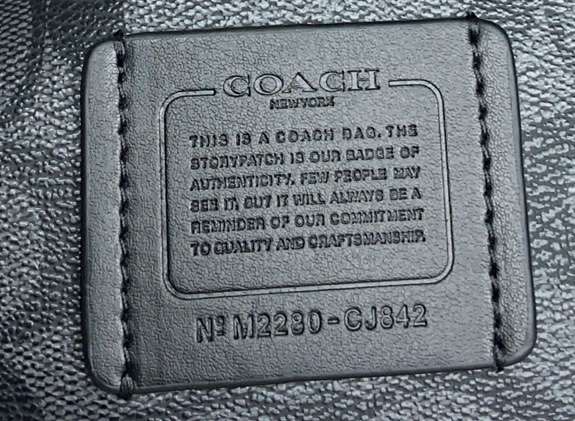 COACH
NEW YORK
THIS IS A COACH BAG. THE
STORYPATCH IS OUR BADGE OF
AUTHENTICITY. FEW PEOPLE MAY
SEE IT, BUT IT WILL ALWAYS BE A
REMINDER OF OUR COMMITMENT
TO QUALITY AND CRAFTSMANSHIP.
Nº M2280-CJ842